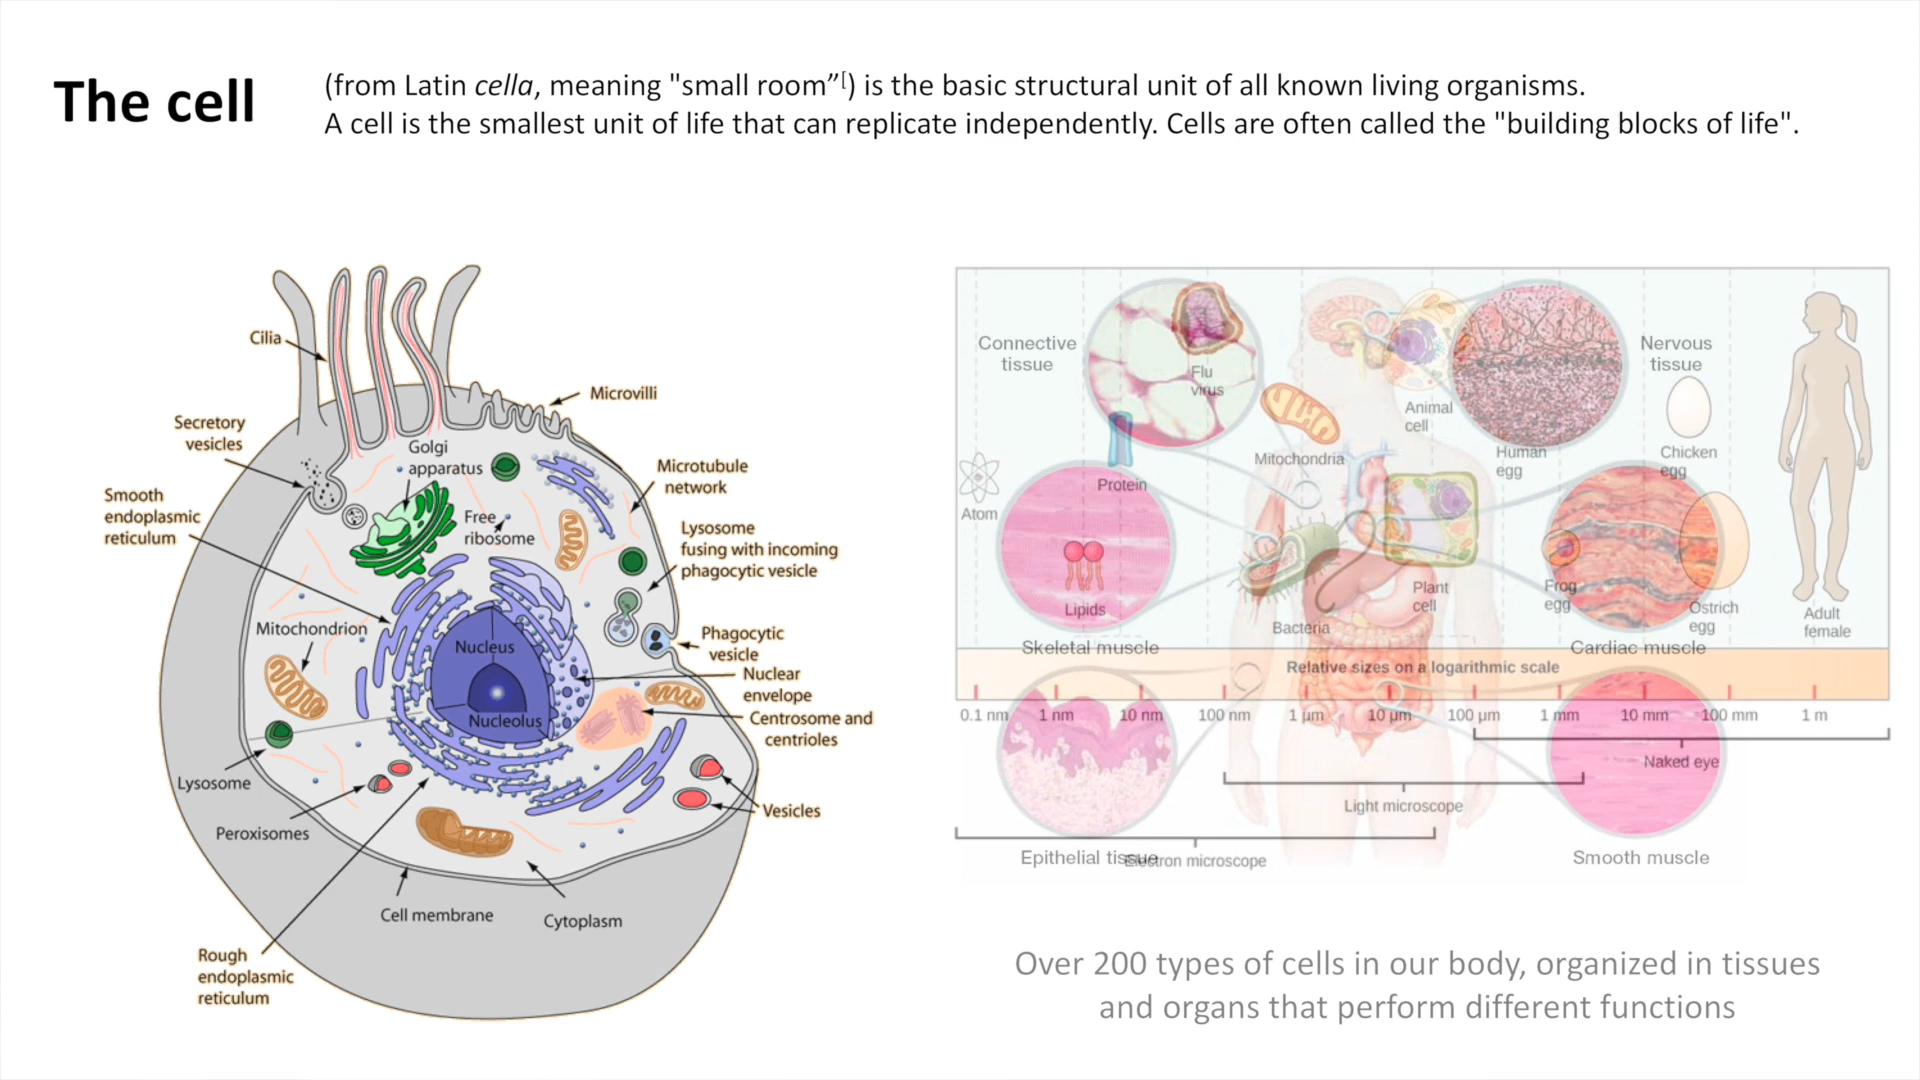 The cell
(from Latin cella, meaning "small room”[) is the basic structural unit of all known living organisms.
A cell is the smallest unit of life that can replicate independently. Cells are often called the "building blocks of life".
Cilia
Microvilli
Secretory
vesicles
Golgi
apparatus
Microtubule
network
Smooth
endoplasmic
reticulum
Free
ribosome
Lysosome
fusing with incoming
phagocytic vesicle
Mitochondrion
Nucleus
Phagocytic
vesicle
Nuclear
envelope
Nucleolus
Centrosome and
centrioles
Lysosome
Vesicles
Peroxisomes
Cell membrane
Cytoplasm
Rough
endoplasmic
reticulum
Connective
tissue
Flu
virus
Nervous
tissue
Animal
cell
Human
egg
Chicken
egg
Mitochondria
Protein
Atom
Lipids
Plant
cell
Frog
egg
Ostrich
egg
Adult
female
Bacteria
Skeletal muscle
Cardiac muscle
Relative sizes on a logarithmic scale
0.1 nm 1 nm 10 nm 100 nm 1 µm 10 µm 100 µm 1 mm 10 mm 100 mm 1 m
Naked eye
Light microscope
Epithelial tissue
Electron microscope
Smooth muscle
Over 200 types of cells in our body, organized in tissues
and organs that perform different functions